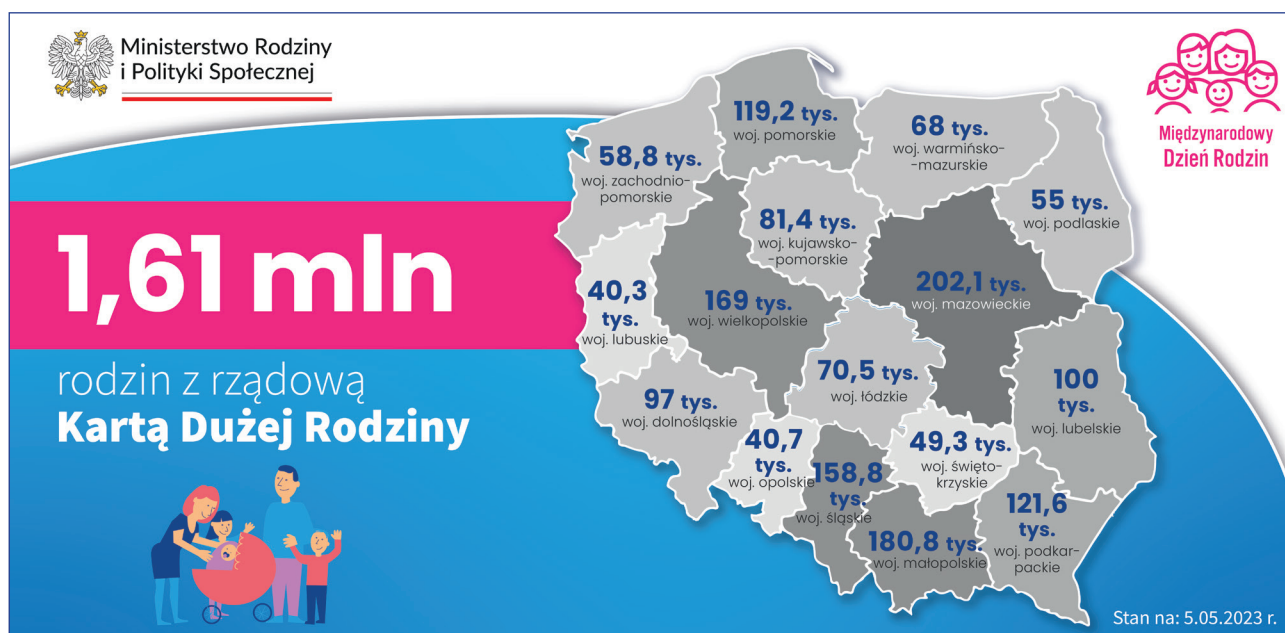 Ministerstwo Rodziny
i Polityki Społecznej
Międzynarodowy
Dzień Rodzin
1,61 mln
rodzin z rządową
Kartą Dużej Rodziny
119,2 tys.
woj. pomorskie
68 tys.
woj. warmińsko-
-mazurskie
58,8 tys.
woj. zachodnio-
pomorskie
55 tys.
woj. podlaskie
81,4 tys.
woj. kujawsko-
-pomorskie
202,1 tys.
woj. mazowieckie
40,3
tys.
woj. lubuskie
169 tys.
woj. wielkopolskie
70,5 tys.
woj. łódzkie
100
tys.
woj. lubelskie
97 tys.
woj. dolnośląskie
40,7
tys.
woj. opolskie
158,8
tys.
woj. śląskie
49,3 tys.
woj. święto-
krzyskie
180,8 tys.
woj. małopolskie
121,6
tys.
woj. podkar-
packie
Stan na: 5.05.2023 r.